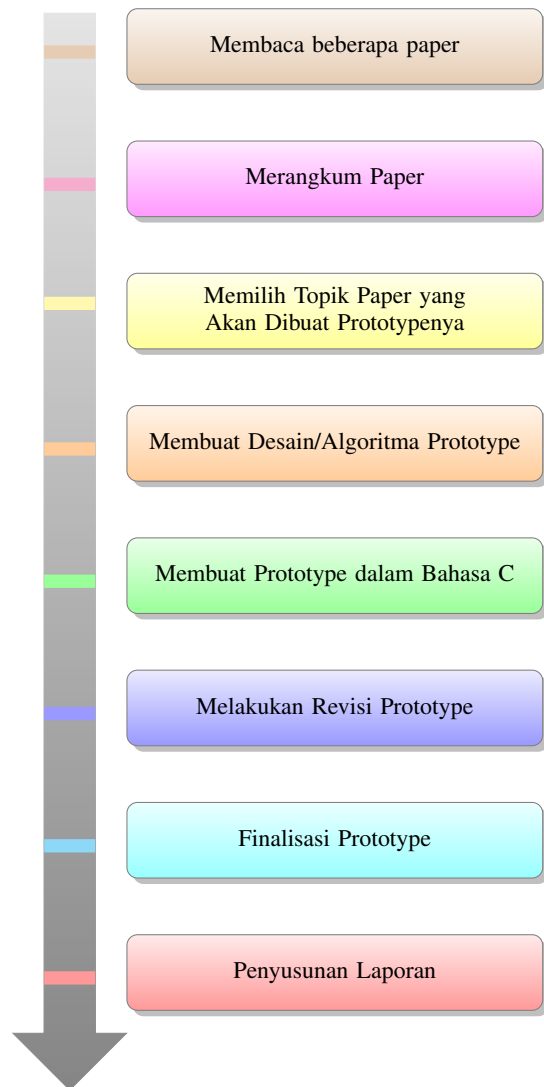 Membaca beberapa paper
Merangkum Paper
Memilih Topik Paper yang
Akan Dibuat Prototypenya
Membuat Desain/Algoritma Prototype
Membuat Prototype dalam Bahasa C
Melakukan Revisi Prototype
Finalisasi Prototype
Penyusunan Laporan